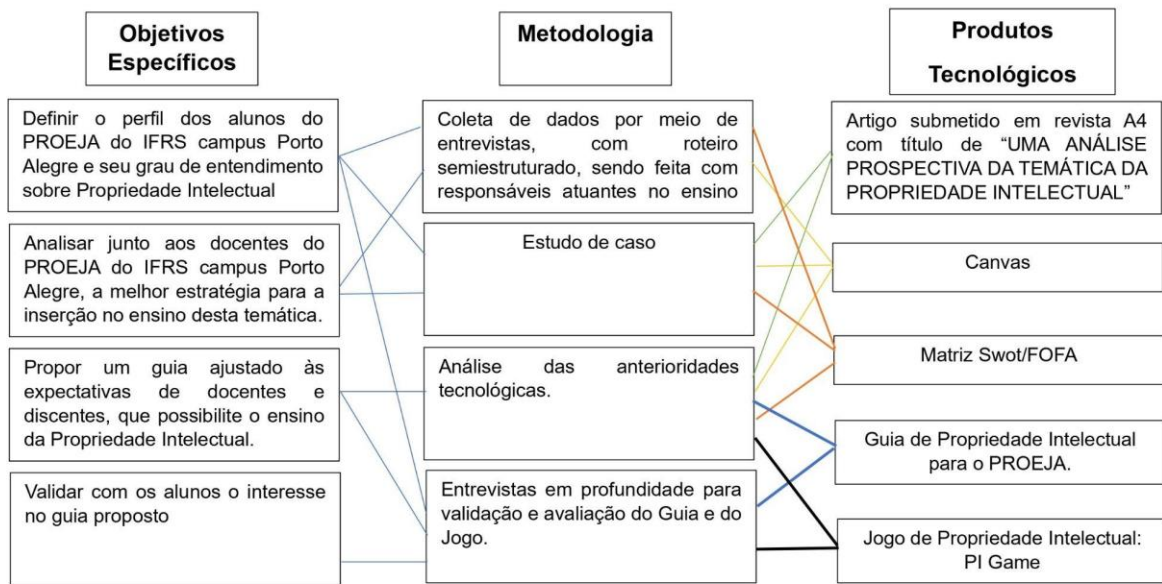 Objetivos
Específicos
Definir o perfil dos alunos do
PROEJA do IFRS campus Porto
Alegre e seu grau de entendimento
sobre Propriedade Intelectual
Analisar junto aos docentes do
PROEJA do IFRS campus Porto
Alegre, a melhor estratégia para a
inserção no ensino desta temática.
Propor um guia ajustado às
expectativas de docentes e
discentes, que possibilite o ensino
da Propriedade Intelectual.
Validar com os alunos o interesse
no guia proposto
Metodologia
Coleta de dados por meio de
entrevistas, com roteiro
semiestruturado, sendo feita com
responsáveis atuantes no ensino
Estudo de caso
Análise das anterioridades
tecnológicas.
Entrevistas em profundidade para
validação e avaliação do Guia e do
Jogo.
Produtos
Tecnológicos
Artigo submetido em revista A4
com título de “UMA ANÁLISE
PROSPECTIVA DA TEMÁTICA DA
PROPRIEDADE INTELECTUAL”
Canvas
Matriz Swot/FOFA
Guia de Propriedade Intelectual
para o PROEJA.
Jogo de Propriedade Intelectual:
PI Game